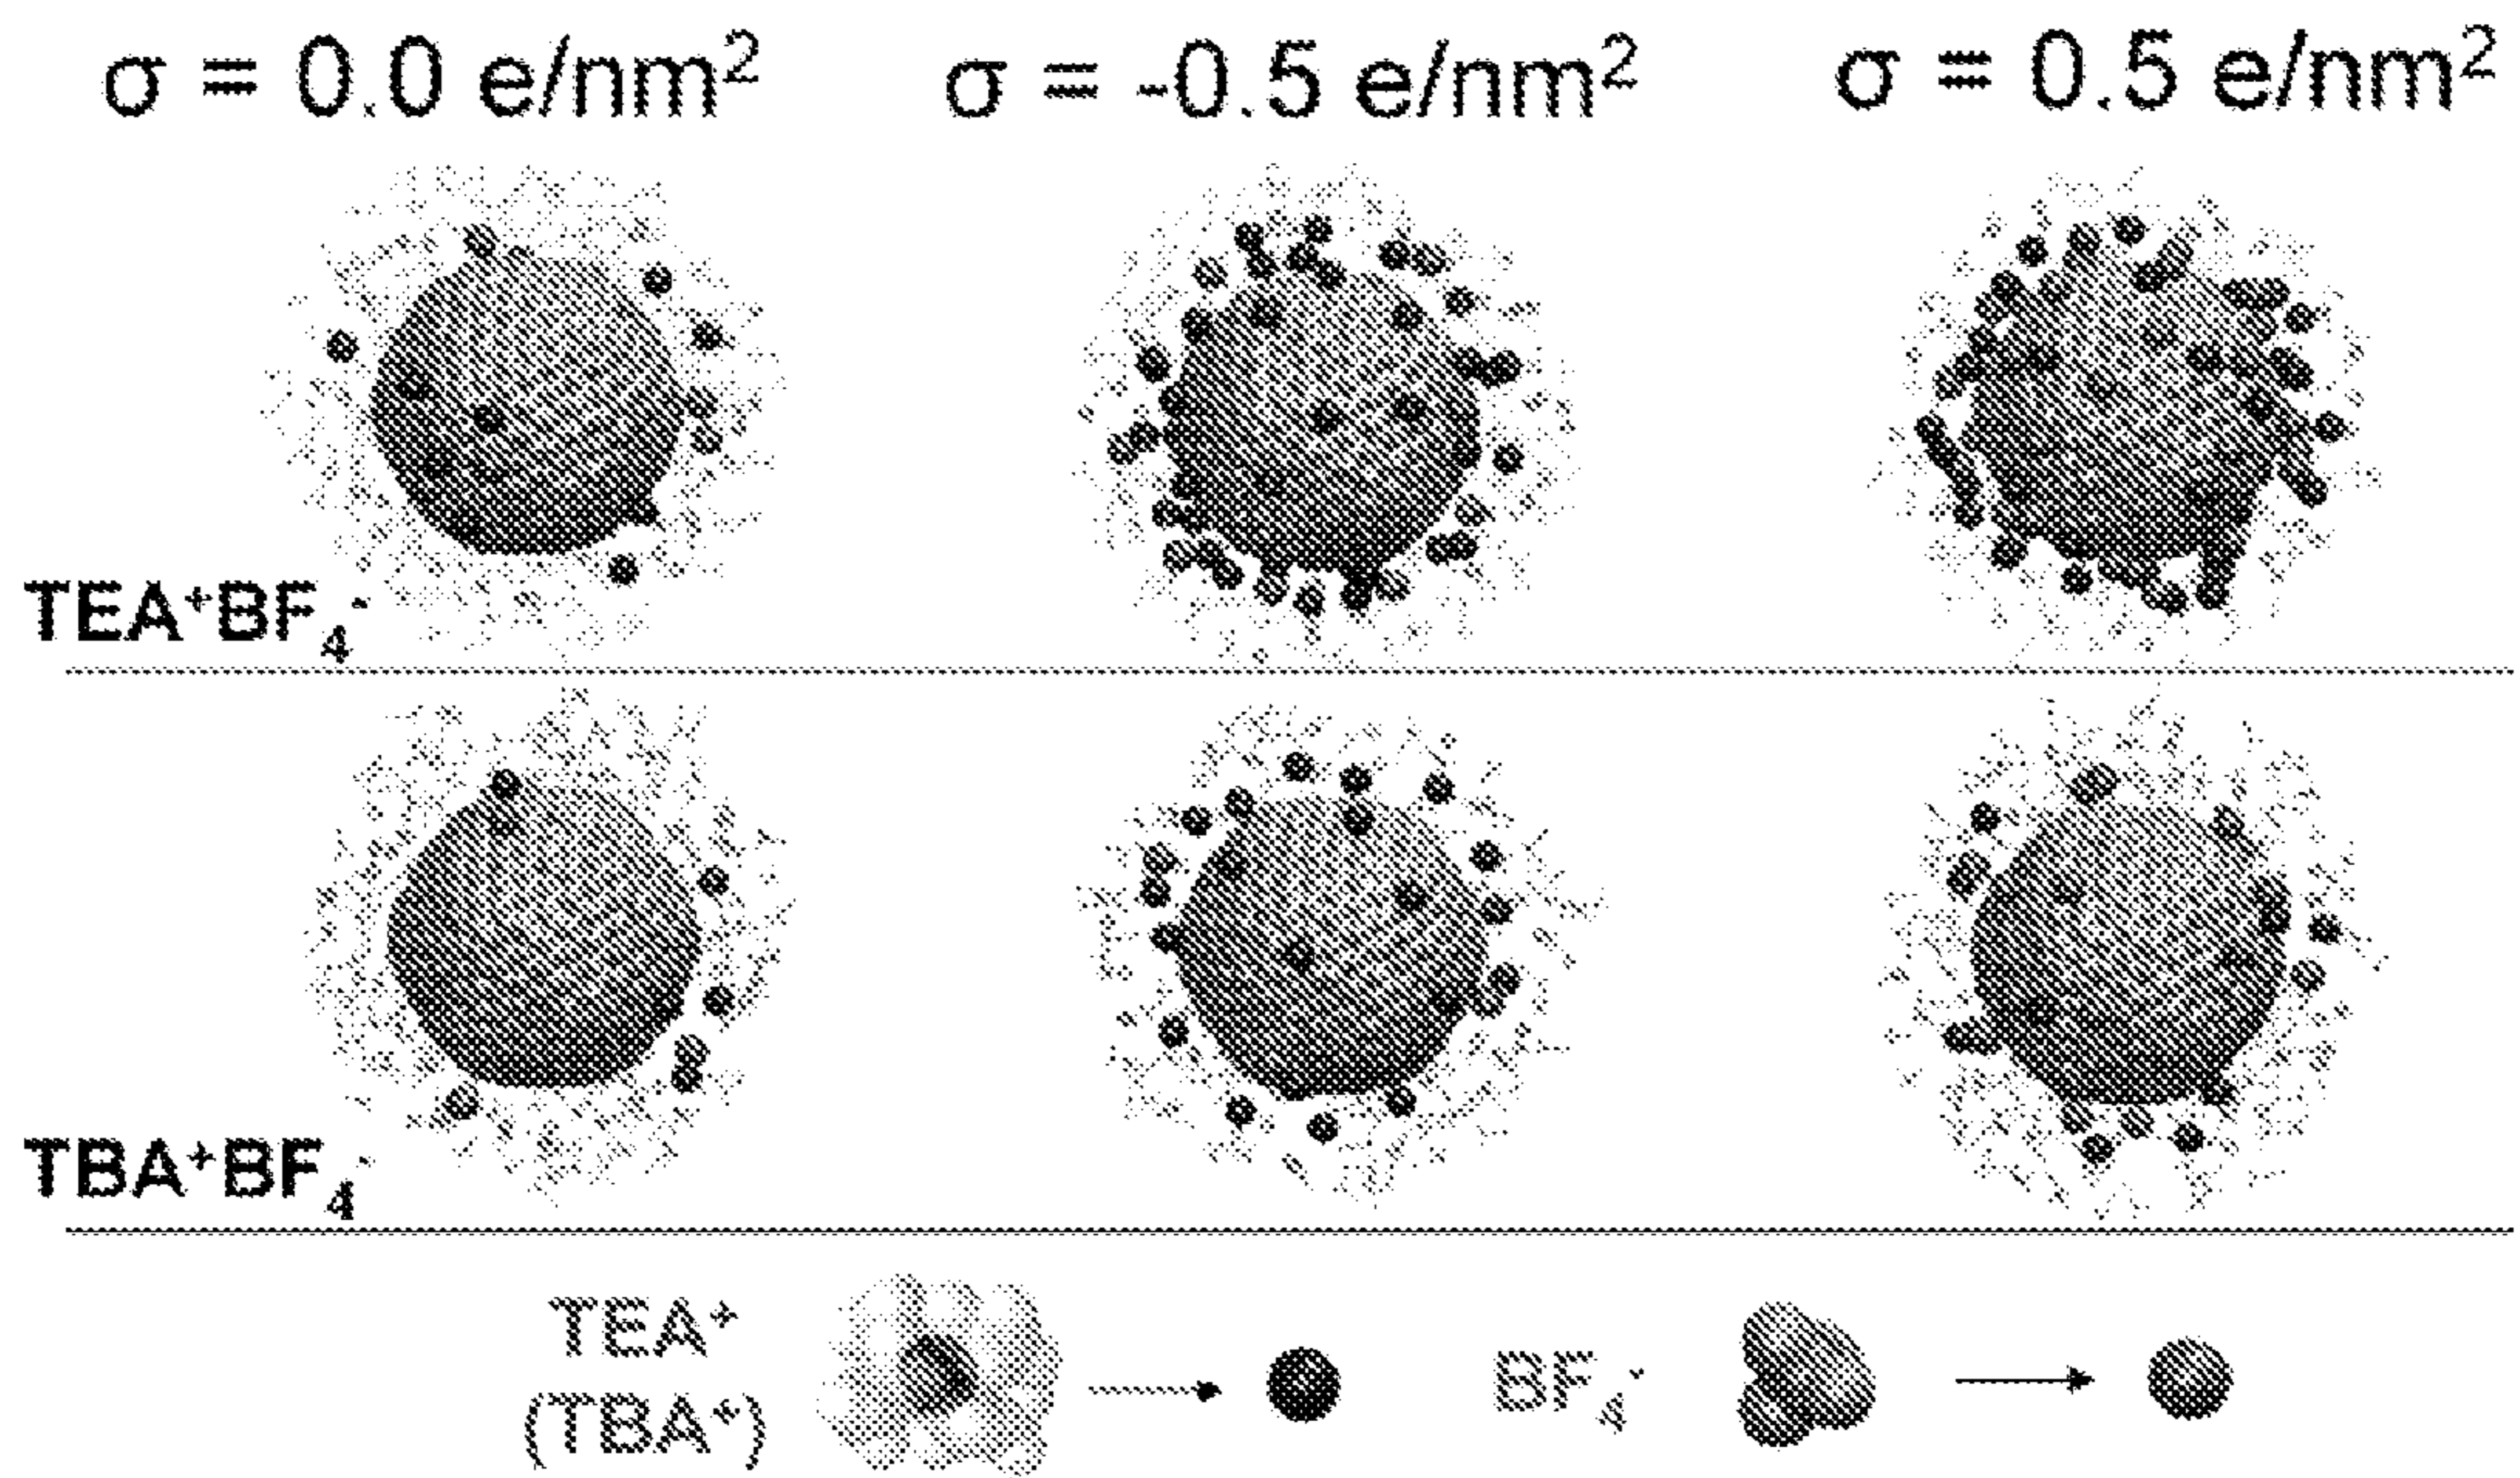 σ = 0.0 e/nm² σ = -0.5 e/nm² σ = 0.5 e/nm²
TEA⁺BF₄⁻
TBA⁺BF₄⁻
TEA⁺
(TBA⁺)
BF₄⁻